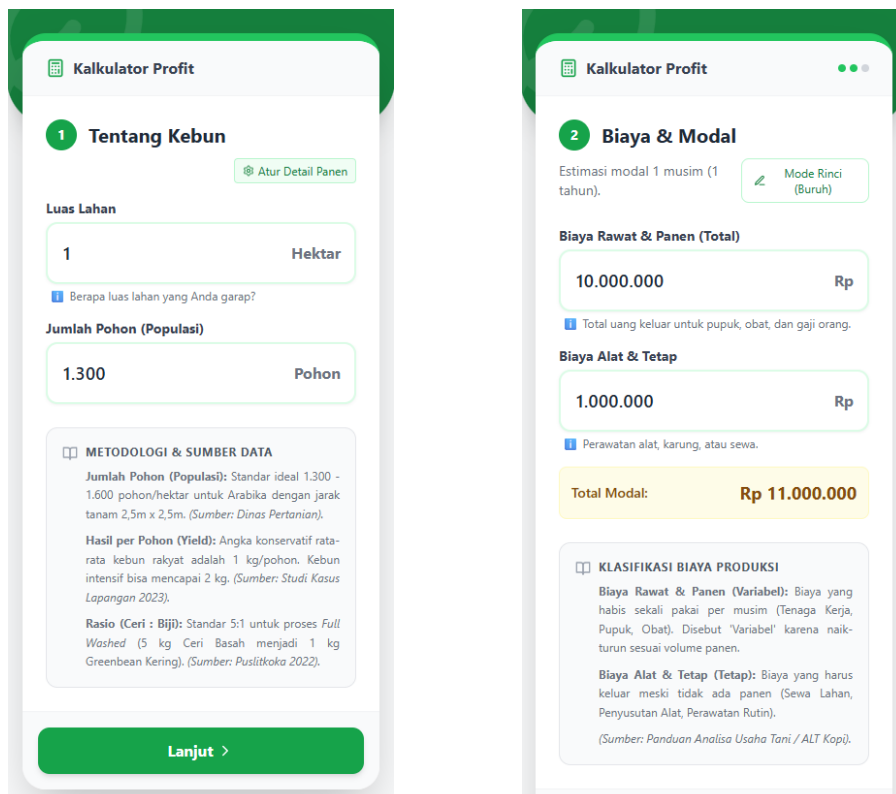 Kalkulator Profit
1 Tentang Kebun
Atur Detail Panen
Luas Lahan
1 Hektar
Berapa luas lahan yang Anda garap?
Jumlah Pohon (Populasi)
1.300 Pohon
METODOLOGI & SUMBER DATA
Jumlah Pohon (Populasi): Standar ideal 1.300 -
1.600 pohon/hektar untuk Arabika dengan jarak
tanam 2,5m x 2,5m. (Sumber: Dinas Pertanian).
Hasil per Pohon (Yield): Angka konservatif rata-
rata kebun rakyat adalah 1 kg/pohon. Kebun
intensif bisa mencapai 2 kg. (Sumber: Studi Kasus
Lapangan 2023).
Rasio (Ceri : Biji): Standar 5:1 untuk proses Full
Washed (5 kg Ceri Basah menjadi 1 kg
Greenbean Kering). (Sumber: Puslitkoka 2022).
Lanjut
Kalkulator Profit
2 Biaya & Modal
Estimasi modal 1 musim (1
tahun).
Mode Rinci
(Buruh)
Biaya Rawat & Panen (Total)
10.000.000 Rp
Total uang keluar untuk pupuk, obat, dan gaji orang.
Biaya Alat & Tetap
1.000.000 Rp
Perawatan alat, karung, atau sewa.
Total Modal: Rp 11.000.000
KLASIFIKASI BIAYA PRODUKSI
Biaya Rawat & Panen (Variabel): Biaya yang
habis sekali pakai per musim (Tenaga Kerja,
Pupuk, Obat). Disebut 'Variabel' karena naik-
turun sesuai volume panen.
Biaya Alat & Tetap (Tetap): Biaya yang harus
keluar meski tidak ada panen (Sewa Lahan,
Penyusutan Alat, Perawatan Rutin).
(Sumber: Panduan Analisa Usaha Tani / ALT Kopi).